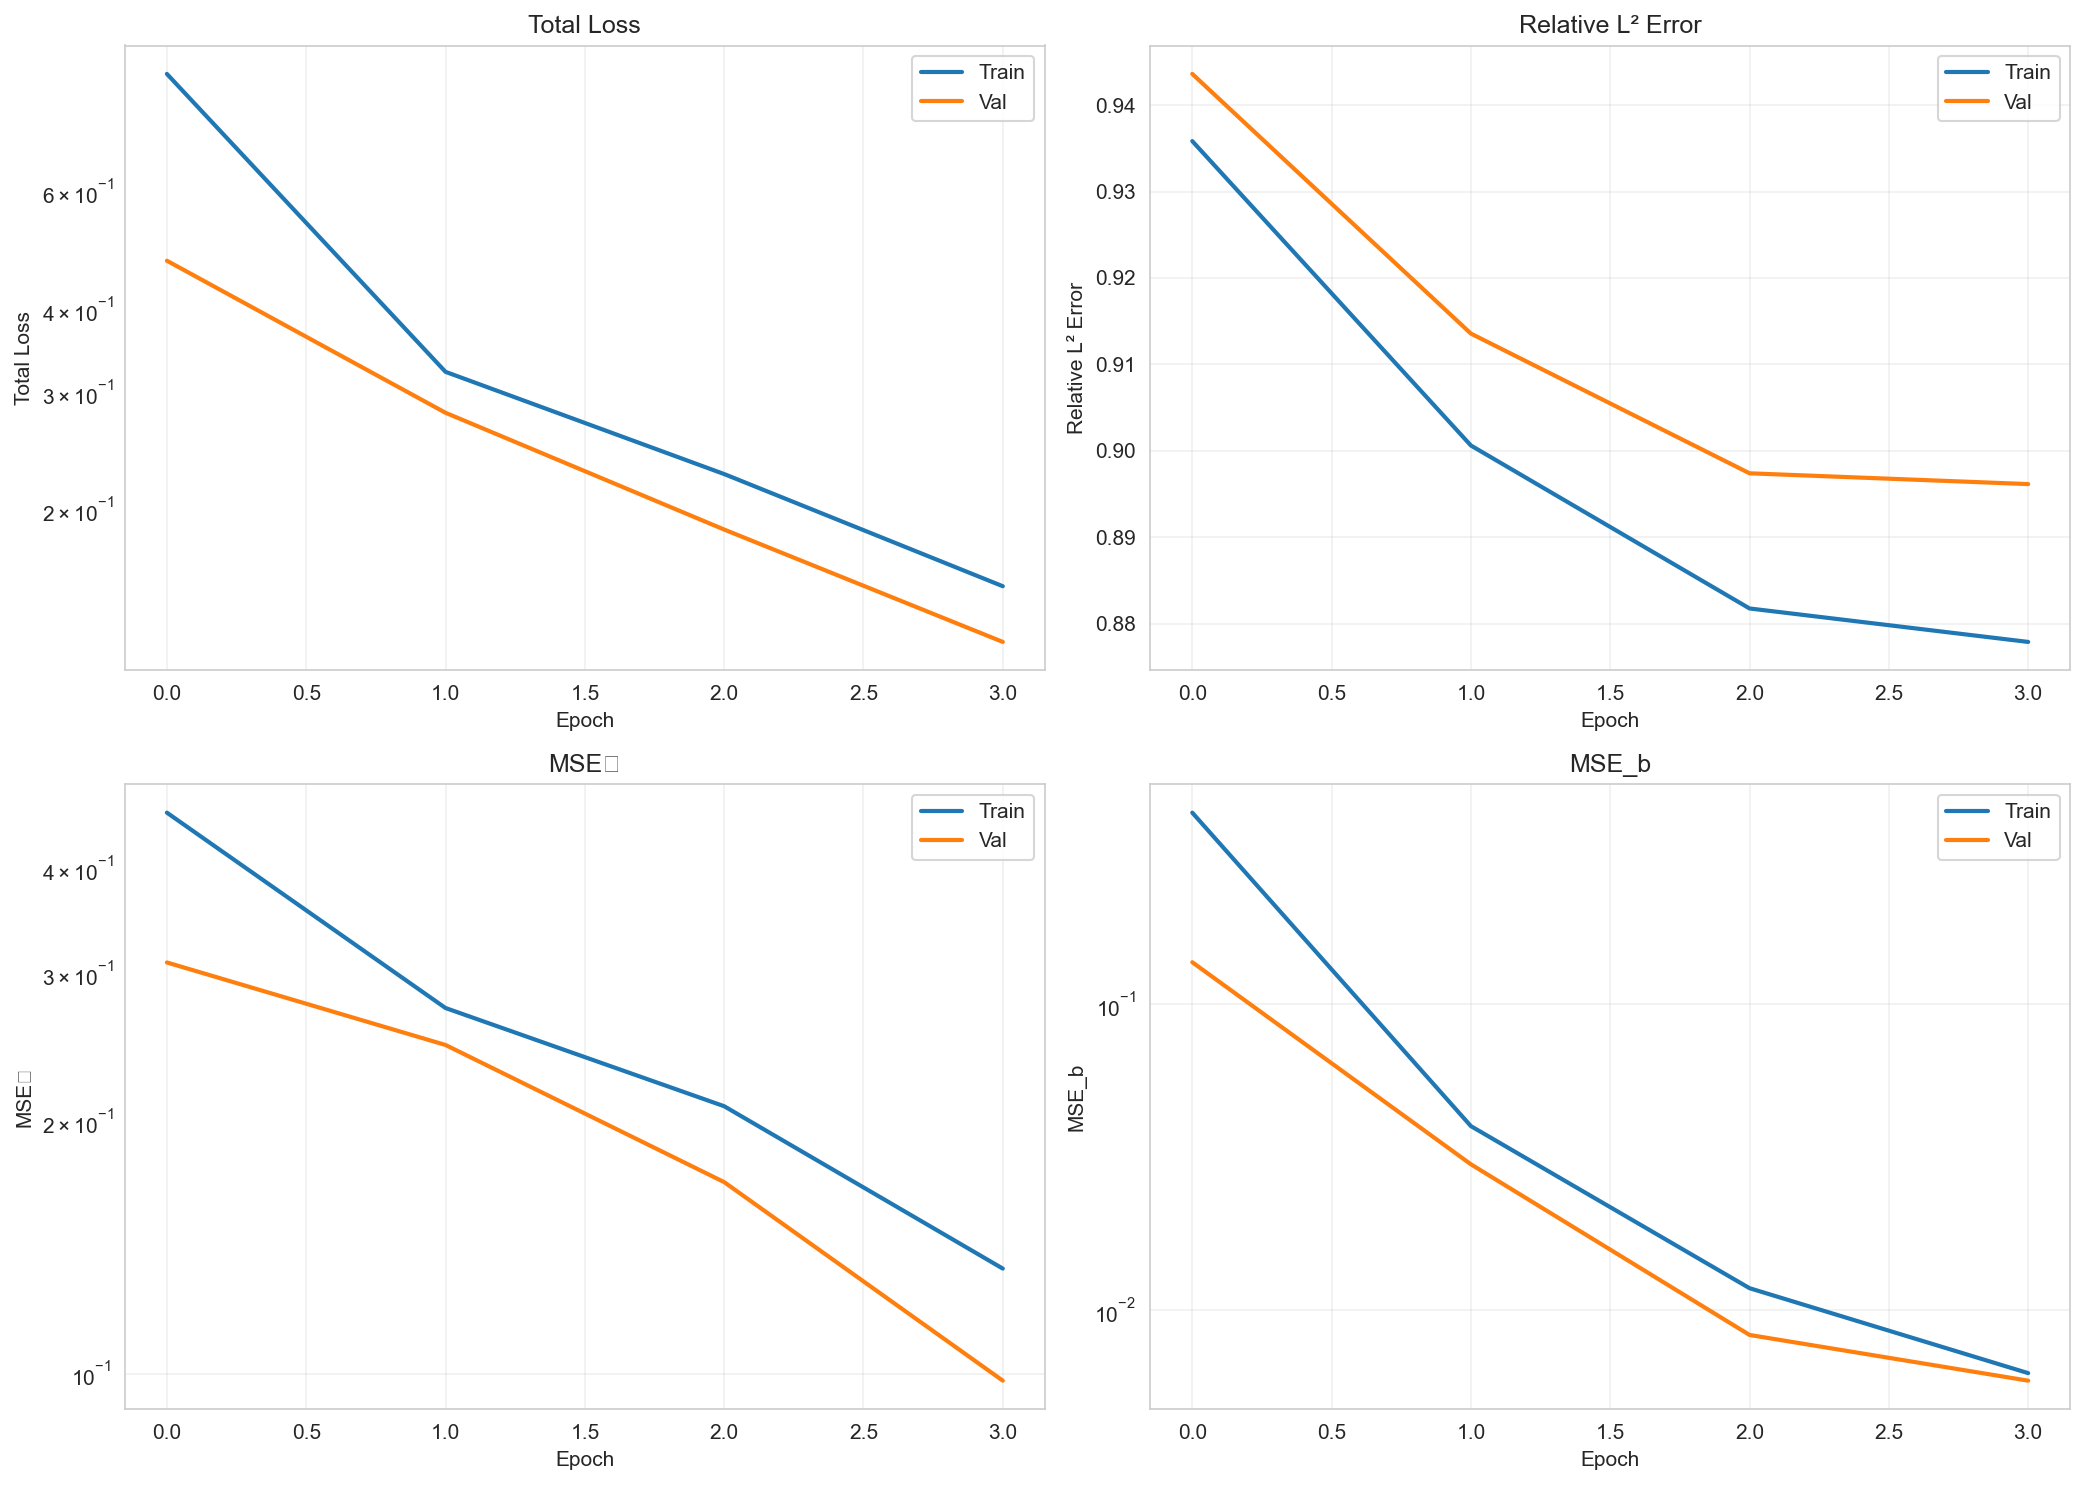 Total Loss
Train
Val
6 × 10⁻¹
4 × 10⁻¹
3 × 10⁻¹
2 × 10⁻¹
Total Loss
0.0 0.5 1.0 1.5 2.0 2.5 3.0
Epoch
Relative L² Error
Train
Val
0.94
0.93
0.92
0.91
0.90
0.89
0.88
Relative L² Error
0.0 0.5 1.0 1.5 2.0 2.5 3.0
Epoch
MSE□
Train
Val
4 × 10⁻¹
3 × 10⁻¹
2 × 10⁻¹
10⁻¹
MSE□
0.0 0.5 1.0 1.5 2.0 2.5 3.0
Epoch
MSE_b
Train
Val
10⁻¹
10⁻²
MSE_b
0.0 0.5 1.0 1.5 2.0 2.5 3.0
Epoch